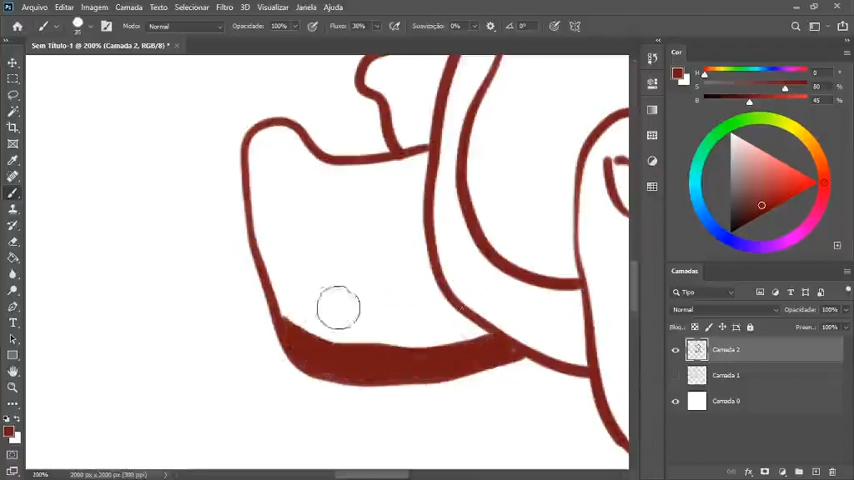 Arquivo Editar Imagem Camada Texto Selecionar Filtro 3D Visualizar Janela Ajuda
Modo: Normal Opacidade: 100% Fluxo: 30% Suavização: 0% 0°
Sem Título-1 @ 200% (Camada 2, RGB/8) *
Cor
H 0 °
S 80 %
B 45 %
Camadas
Tipo
Normal Opacidade: 100%
Bloq.: Preen.: 100%
Camada 2
Camada 1
Camada 0
200% 2000 px x 2000 px (300 ppi)